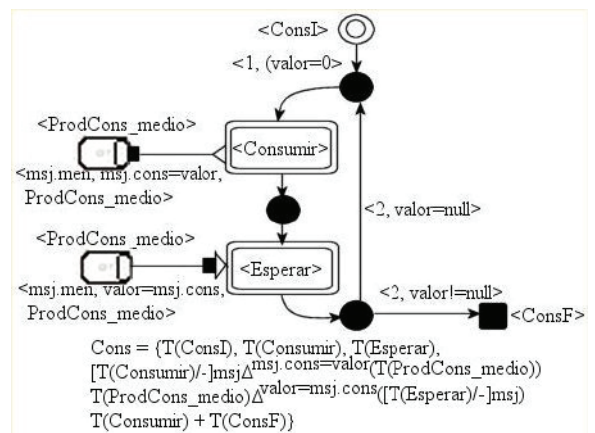 <ConsI>
<1, (valor=0>
<ProdCons_medio>
<Consumir>
<msj.men, msj.cons=valor,
ProdCons_medio>
<2, valor=null>
<ProdCons_medio>
<Esperar>
<msj.men, valor=msj.cons,
ProdCons_medio>
<2, valor!=null>
<ConsF>
Cons = {T(ConsI), T(Consumir), T(Esperar),
[T(Consumir)/-]msjΔmsj.cons=valor(T(ProdCons_medio))
T(ProdCons_medio)Δvalor=msj.cons([T(Esperar)/-]msj)
T(Consumir) + T(ConsF)}